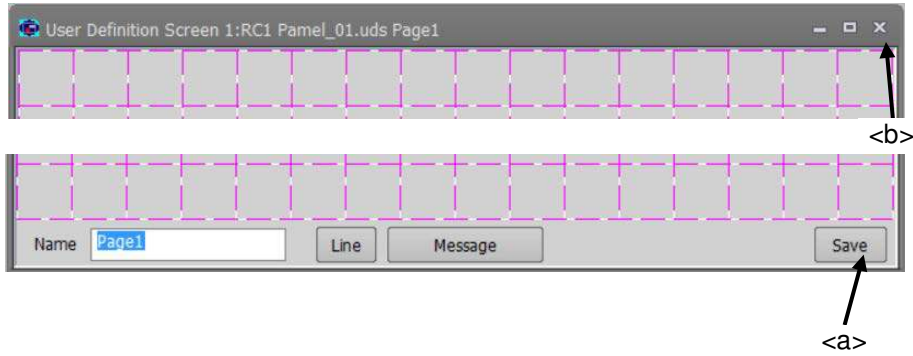 User Definition Screen 1:RC1 Pamel_01.uds Page1
<b>
Name Page1 Line Message Save
<a>